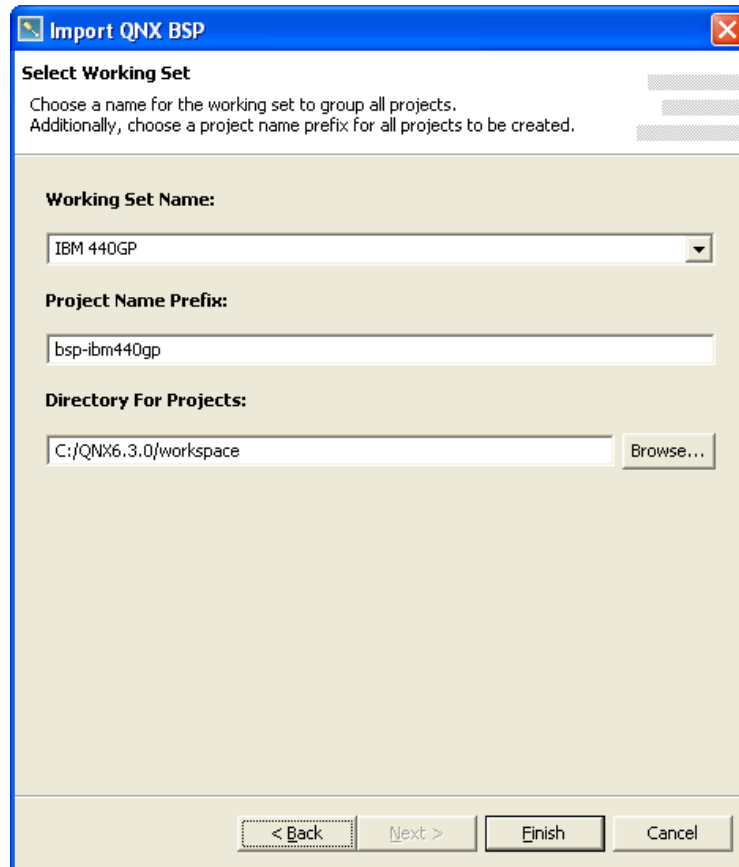 Import QNX BSP
Select Working Set
Choose a name for the working set to group all projects.
Additionally, choose a project name prefix for all projects to be created.
Working Set Name:
IBM 440GP
Project Name Prefix:
bsp-ibm440gp
Directory For Projects:
C:/QNX6.3.0/workspace
Browse...
< Back
Next >
Finish
Cancel